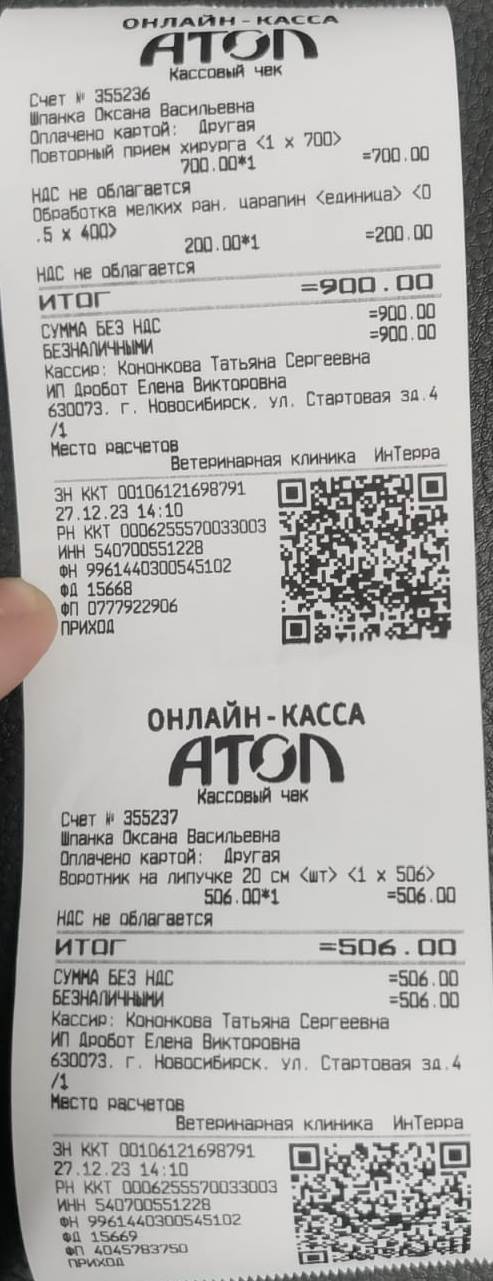 ОНЛАЙН-КАССА
АТОЛ
Кассовый чек
Счет № 355236
Шпанка Оксана Васильевна
Оплачено картой: Другая
Повторный прием хирурга <1 x 700>
700.00*1 =700.00
НДС не облагается
Обработка мелких ран, царапин <единица> <0
.5 x 400>
200.00*1 =200.00
НДС не облагается
ИТОГ =900.00
СУММА БЕЗ НДС =900.00
БЕЗНАЛИЧНЫМИ =900.00
Кассир: Кононкова Татьяна Сергеевна
ИП Дробот Елена Викторовна
630073, г. Новосибирск, ул. Стартовая зд.4
/1
Место расчетов
Ветеринарная клиника ИнТерра
ЗН ККТ 00106121698791
27.12.23 14:10
РН ККТ 0006255570033003
ИНН 540700551228
ФН 9961440300545102
ФД 15668
ФП 0777922906
ПРИХОД
ОНЛАЙН-КАССА
АТОЛ
Кассовый чек
Счет № 355237
Шпанка Оксана Васильевна
Оплачено картой: Другая
Воротник на липучке 20 см <шт> <1 x 506>
506.00*1 =506.00
НДС не облагается
ИТОГ =506.00
СУММА БЕЗ НДС =506.00
БЕЗНАЛИЧНЫМИ =506.00
Кассир: Кононкова Татьяна Сергеевна
ИП Дробот Елена Викторовна
630073, г. Новосибирск, ул. Стартовая зд.4
/1
Место расчетов
Ветеринарная клиника ИнТерра
ЗН ККТ 00106121698791
27.12.23 14:10
РН ККТ 0006255570033003
ИНН 540700551228
ФН 9961440300545102
ФД 15669
ФП 4045783750
ПРИХОД